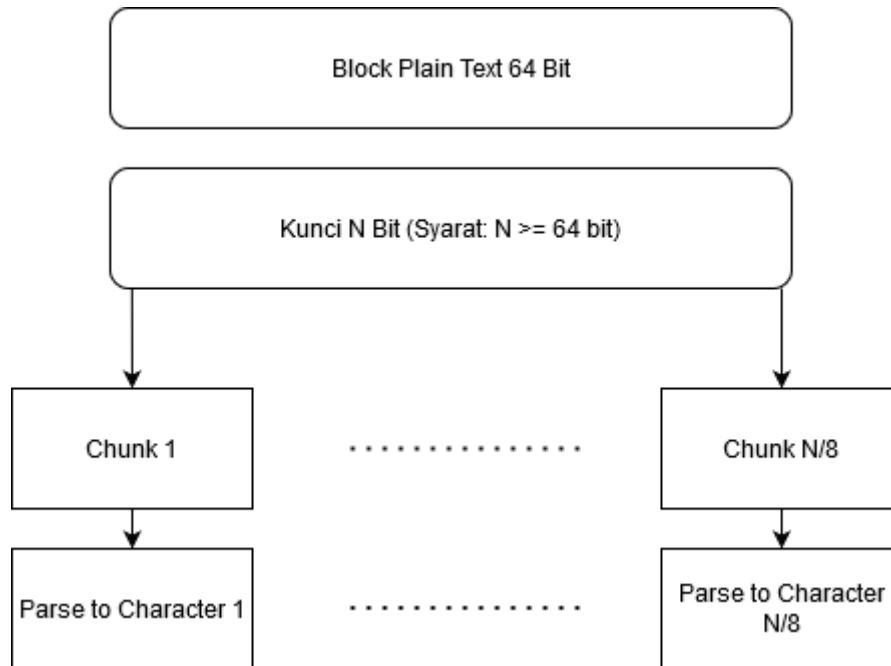 Block Plain Text 64 Bit
Kunci N Bit (Syarat: N >= 64 bit)
Chunk 1
Chunk N/8
Parse to Character 1
Parse to Character
N/8